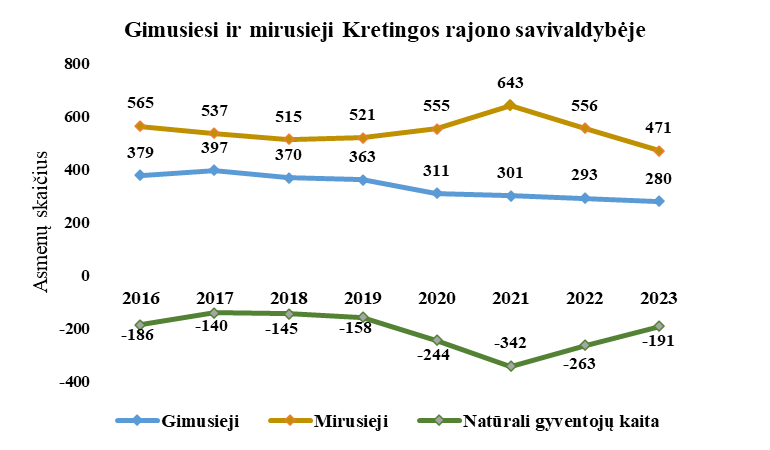 Gimusiesi ir mirusieji Kretingos rajono savivaldybėje
Asmenų skaičius
800
600
400
200
0
-200
-400
565 537 515 521 555 643 556 471
379 397 370 363 311 301 293 280
2016 2017 2018 2019 2020 2021 2022 2023
-186 -140 -145 -158 -244 -342 -263 -191
Gimusieji Mirusieji Natūrali gyventojų kaita